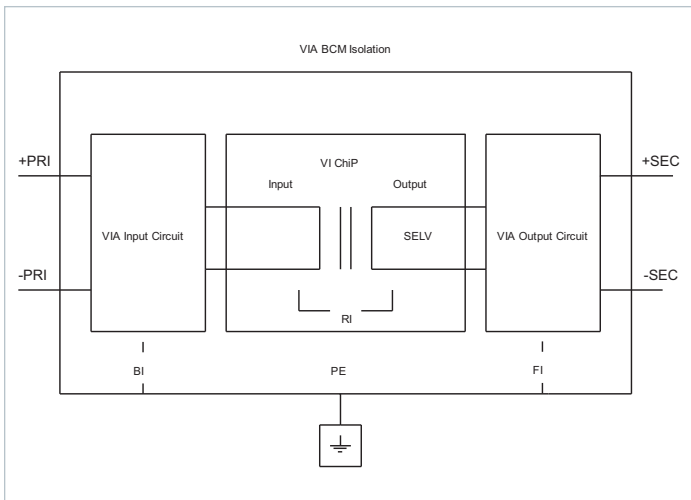 VIA BCM Isolation
+PRI
+SEC
VI ChiP
Input
Output
VIA Input Circuit
SELV
VIA Output Circuit
-PRI
-SEC
RI
BI
PE
FI